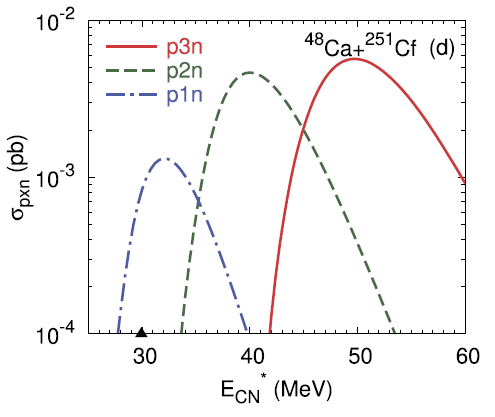 10⁻²
p3n
p2n
p1n
⁴⁸Ca+²⁵¹Cf (d)
10⁻³
σpxn (pb)
10⁻⁴
30 40 50 60
ECN* (MeV)